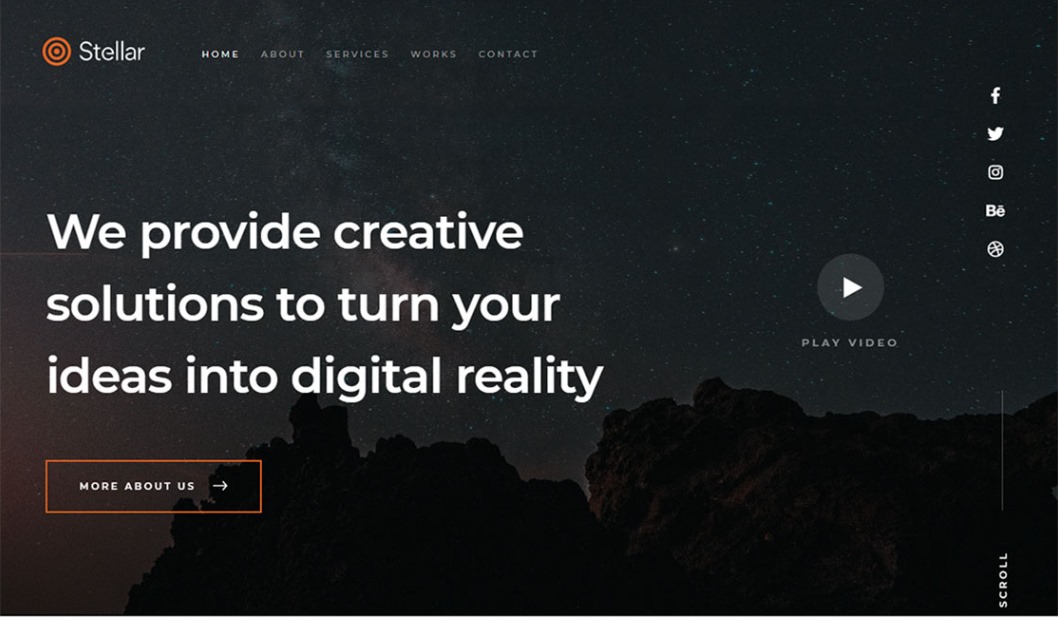 Stellar
HOME ABOUT SERVICES WORKS CONTACT
We provide creative
solutions to turn your
ideas into digital reality
MORE ABOUT US
PLAY VIDEO
Bē
SCROLL